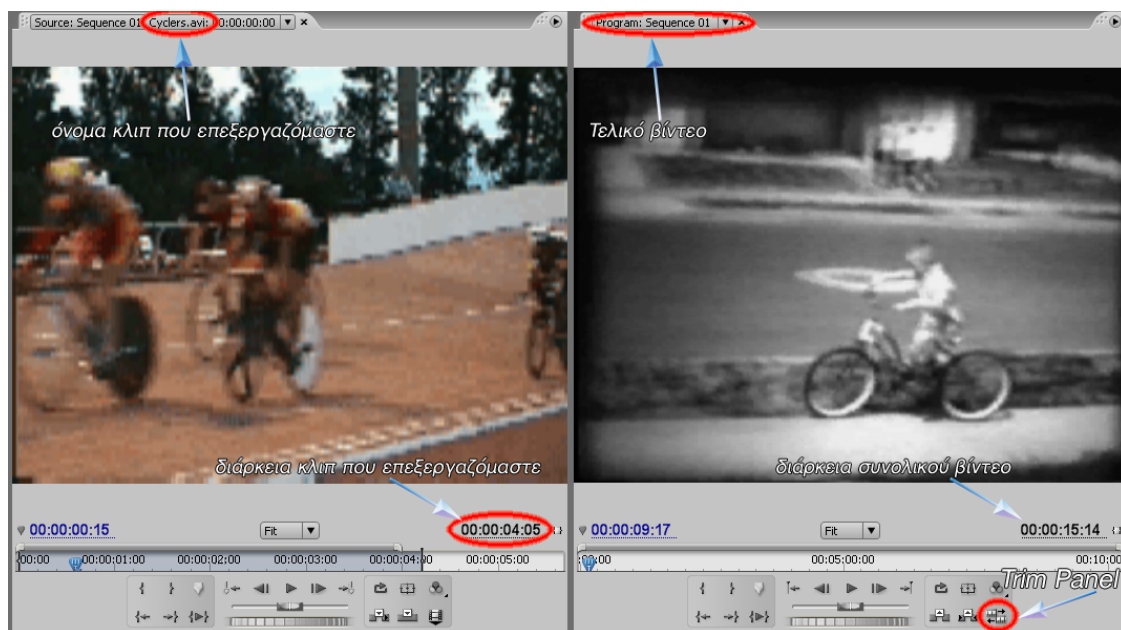 Source: Sequence 01: Cyclers.avi: 00:00:00:00
Program: Sequence 01
όνομα κλιπ που επεξεργαζόμαστε
Τελικό βίντεο
διάρκεια κλιπ που επεξεργαζόμαστε
διάρκεια συνολικού βίντεο
00:00:00:15
Fit
00:00:04:05
00:00:09:17
Fit
00:00:15:14
00:00 00:00:01:00 00:00:02:00 00:00:03:00 00:00:04:00 00:00:05:00
00:00 00:05:00:00 00:10:0
Trim Panel